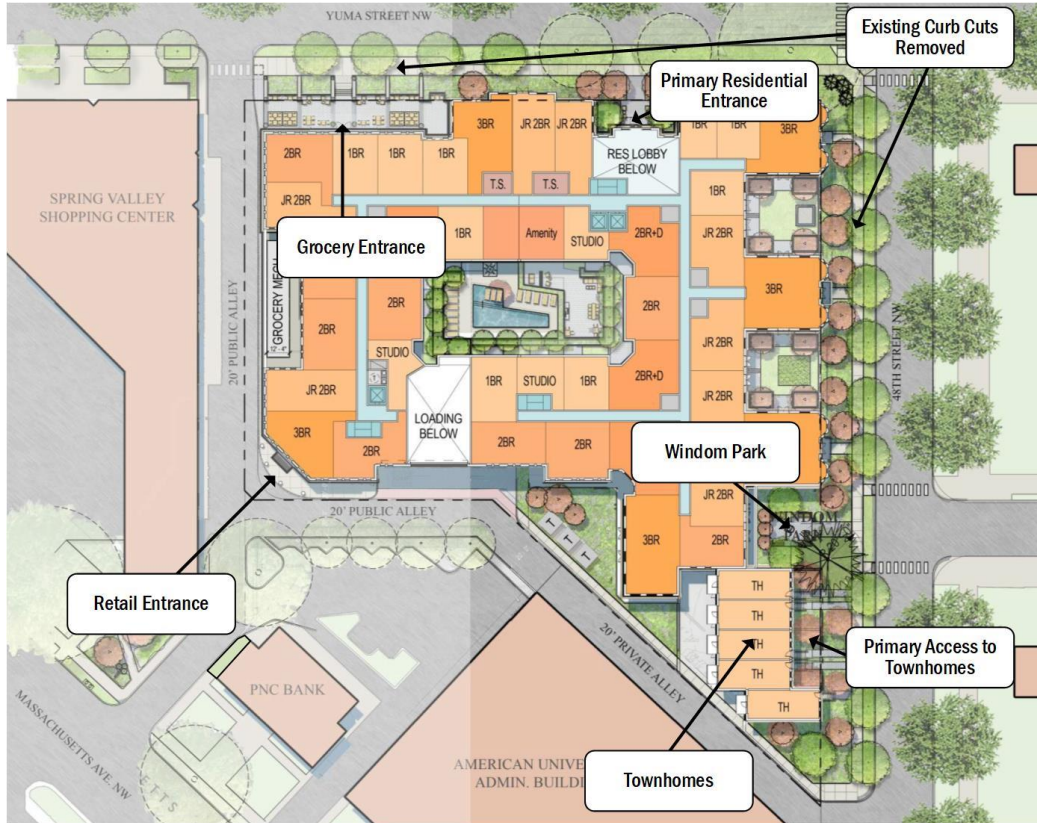 YUMA STREET NW
Existing Curb Cuts
Removed
Primary Residential
Entrance
3BR
JR 2BR
JR 2BR
1BR
1BR
3BR
2BR
1BR
1BR
1BR
RES LOBBY
BELOW
T.S.
T.S.
SPRING VALLEY
SHOPPING CENTER
JR 2BR
1BR
Grocery Entrance
1BR
Amenity
STUDIO
2BR+D
JR 2BR
GROCERY MECH
20' PUBLIC ALLEY
2BR
2BR
2BR
3BR
48TH STREET NW
STUDIO
JR 2BR
JR 2BR
1BR
STUDIO
1BR
2BR+D
JR 2BR
LOADING
BELOW
3BR
2BR
2BR
2BR
Windom Park
JR 2BR
WINDOM
PARK
20' PUBLIC ALLEY
T
T
T
3BR
2BR
Retail Entrance
TH
TH
TH
TH
TH
20' PRIVATE ALLEY
Primary Access to
Townhomes
PNC BANK
MASSACHUSETTS AVE. NW
E T T S
AMERICAN UNIVE
ADMIN. BUILDI
Townhomes